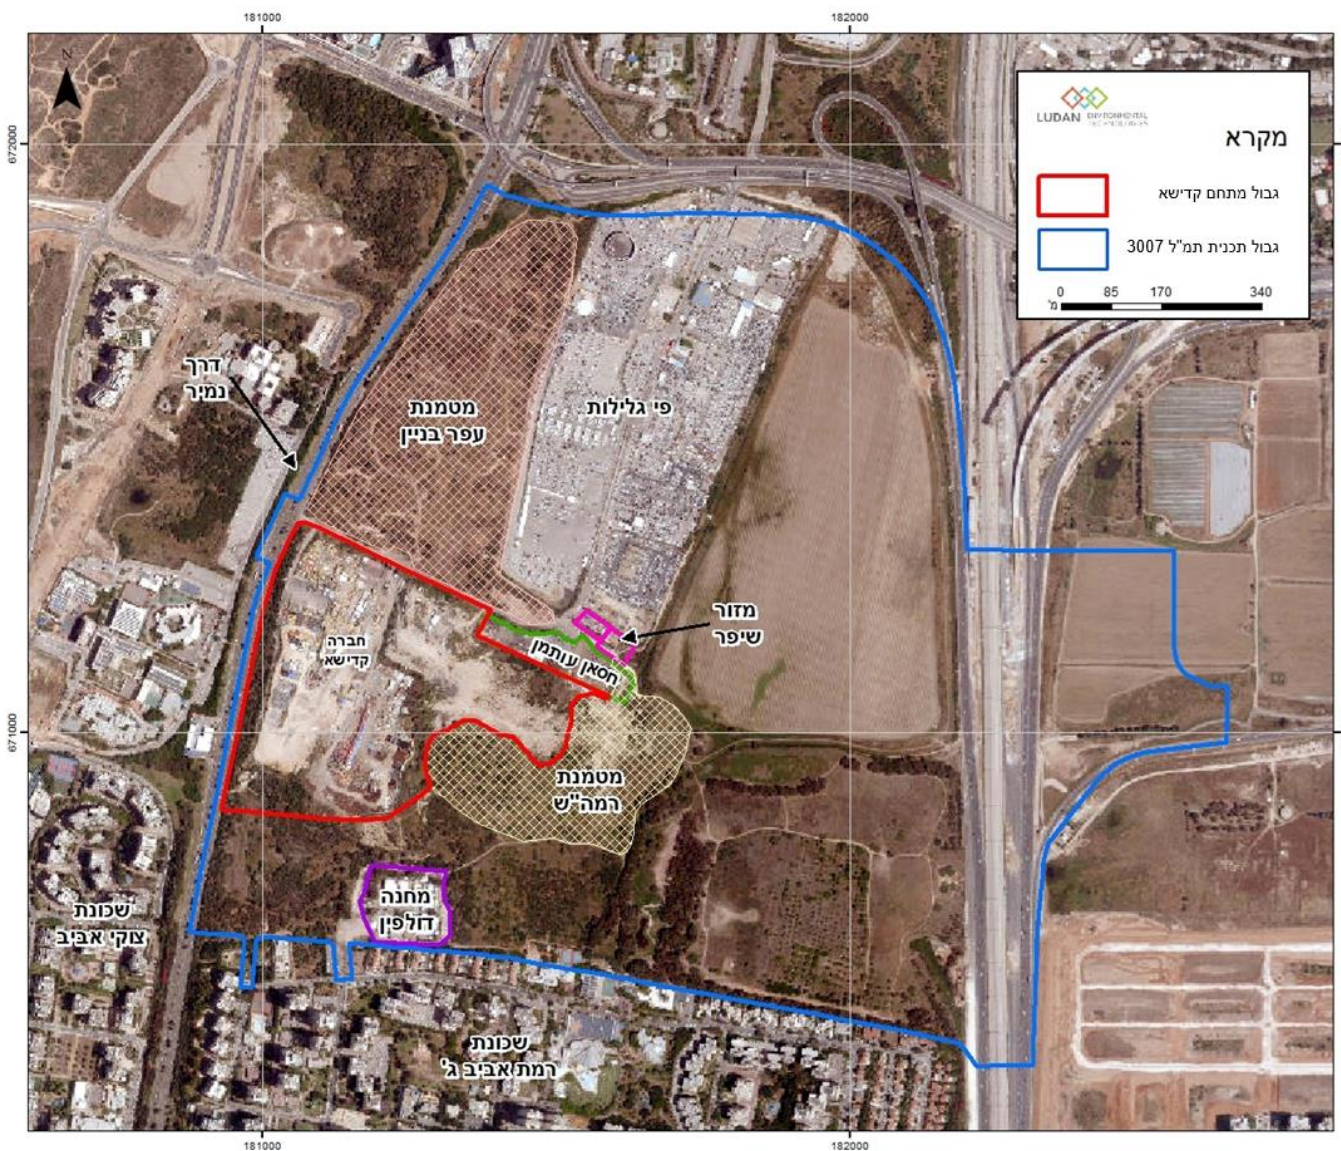 181000
182000
N
LUDAN ENVIRONMENTAL
TECHNOLOGIES
מקרא
גבול מתחם קדישא
גבול תכנית תמ"ל 3007
0 85 170 340
מ'
672000
דרך
נמיר
מטמנת
עפר בניין
פי גלילות
מזור
שיפר
חברה
קדישא
חסאן עותמן
671000
מטמנת
רמה"ש
מחנה
דולפין
שכונת
צוקי אביב
שכונת
רמת אביב ג'
181000
182000